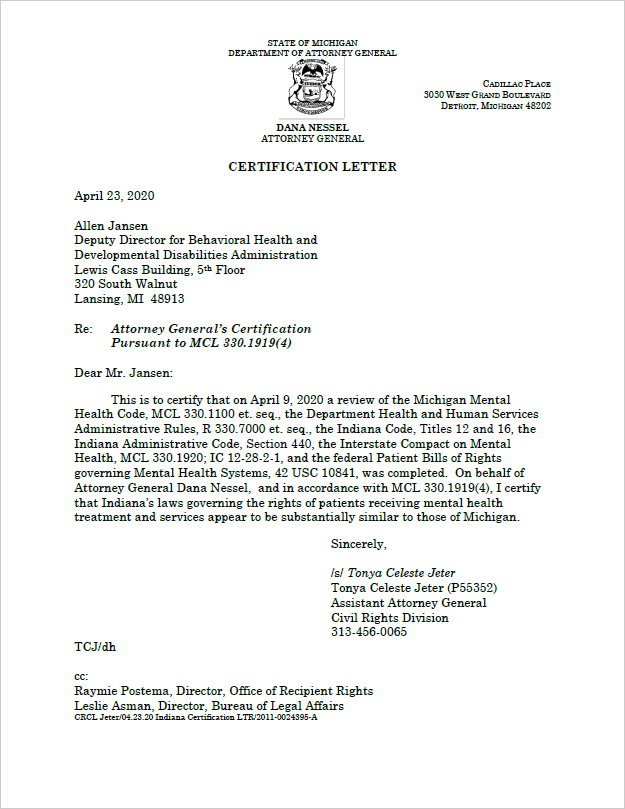 STATE OF MICHIGAN
DEPARTMENT OF ATTORNEY GENERAL
CADILLAC PLACE
3030 WEST GRAND BOULEVARD
DETROIT, MICHIGAN 48202
DANA NESSEL
ATTORNEY GENERAL
CERTIFICATION LETTER
April 23, 2020
Allen Jansen
Deputy Director for Behavioral Health and
Developmental Disabilities Administration
Lewis Cass Building, 5th Floor
320 South Walnut
Lansing, MI  48913
Re: Attorney General's Certification
Pursuant to MCL 330.1919(4)
Dear Mr. Jansen:
This is to certify that on April 9, 2020 a review of the Michigan Mental
Health Code, MCL 330.1100 et. seq., the Department Health and Human Services
Administrative Rules, R 330.7000 et. seq., the Indiana Code, Titles 12 and 16, the
Indiana Administrative Code, Section 440, the Interstate Compact on Mental
Health, MCL 330.1920; IC 12-28-2-1, and the federal Patient Bills of Rights
governing Mental Health Systems, 42 USC 10841, was completed.  On behalf of
Attorney General Dana Nessel,  and in accordance with MCL 330.1919(4), I certify
that Indiana's laws governing the rights of patients receiving mental health
treatment and services appear to be substantially similar to those of Michigan.
Sincerely,
/s/ Tonya Celeste Jeter
Tonya Celeste Jeter (P55352)
Assistant Attorney General
Civil Rights Division
313-456-0065
TCJ/dh
cc:
Raymie Postema, Director, Office of Recipient Rights
Leslie Asman, Director, Bureau of Legal Affairs
CRCL Jeter/04.23.20 Indiana Certification LTR/2011-0024395-A